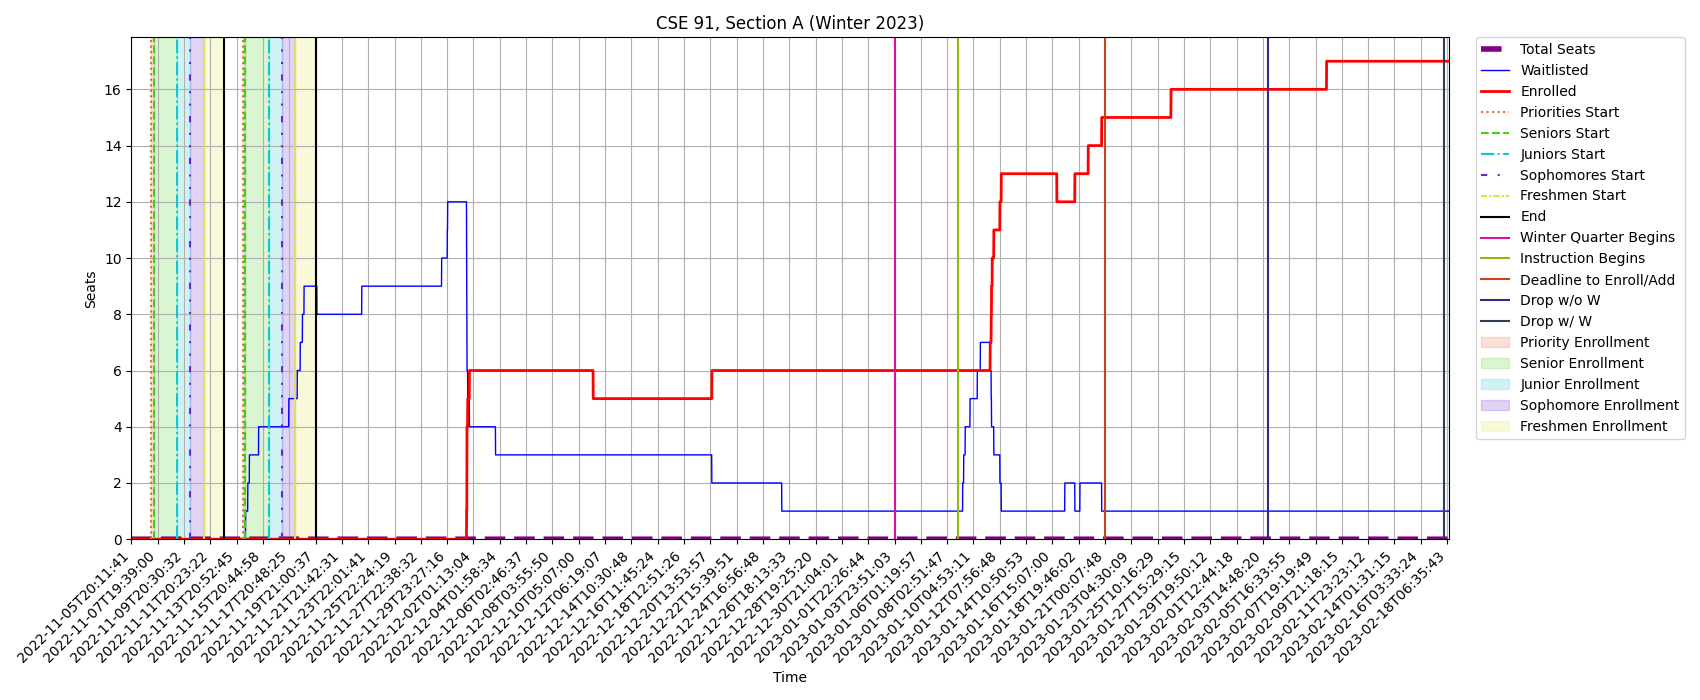 CSE 91, Section A (Winter 2023)
16
14
12
10
8
6
4
2
0
Seats
2022-11-05T20:11:41
2022-11-07T19:39:00
2022-11-09T20:30:32
2022-11-11T20:23:22
2022-11-13T20:52:45
2022-11-15T20:44:58
2022-11-17T20:48:25
2022-11-19T21:00:37
2022-11-21T21:42:31
2022-11-23T22:01:41
2022-11-25T22:24:19
2022-11-27T22:38:32
2022-11-29T23:27:16
2022-12-02T01:13:04
2022-12-04T01:58:34
2022-12-06T02:46:37
2022-12-08T03:55:50
2022-12-10T05:07:00
2022-12-12T06:19:07
2022-12-14T10:30:48
2022-12-16T11:45:24
2022-12-18T12:51:26
2022-12-20T13:53:57
2022-12-22T15:39:51
2022-12-24T16:56:48
2022-12-26T18:13:33
2022-12-28T19:25:20
2022-12-30T21:04:01
2023-01-01T22:26:44
2023-01-03T23:51:03
2023-01-06T01:19:57
2023-01-08T02:51:47
2023-01-10T04:53:11
2023-01-12T07:56:48
2023-01-14T10:50:53
2023-01-16T15:07:00
2023-01-18T19:46:02
2023-01-21T00:07:48
2023-01-23T04:30:09
2023-01-25T10:16:29
2023-01-27T15:29:15
2023-01-29T19:50:12
2023-02-01T12:44:18
2023-02-03T14:48:20
2023-02-05T16:33:55
2023-02-07T19:19:49
2023-02-09T21:18:15
2023-02-11T23:23:12
2023-02-14T01:31:15
2023-02-16T03:33:24
2023-02-18T06:35:43
Time
Total Seats
Waitlisted
Enrolled
Priorities Start
Seniors Start
Juniors Start
Sophomores Start
Freshmen Start
End
Winter Quarter Begins
Instruction Begins
Deadline to Enroll/Add
Drop w/o W
Drop w/ W
Priority Enrollment
Senior Enrollment
Junior Enrollment
Sophomore Enrollment
Freshmen Enrollment